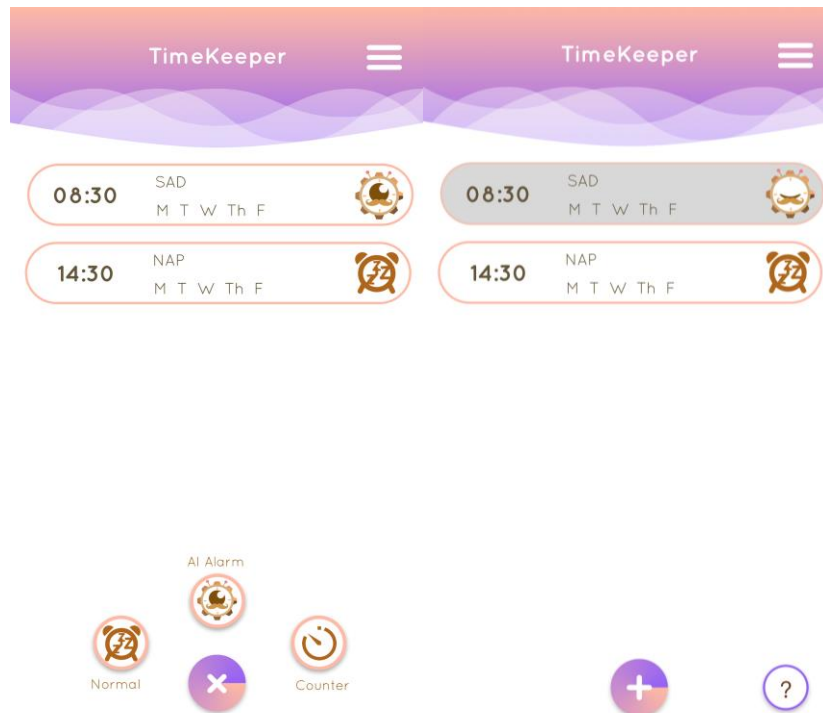 TimeKeeper
08:30
SAD
M T W Th F
14:30
NAP
M T W Th F
AI Alarm
Normal
Counter
TimeKeeper
08:30
SAD
M T W Th F
14:30
NAP
M T W Th F
?